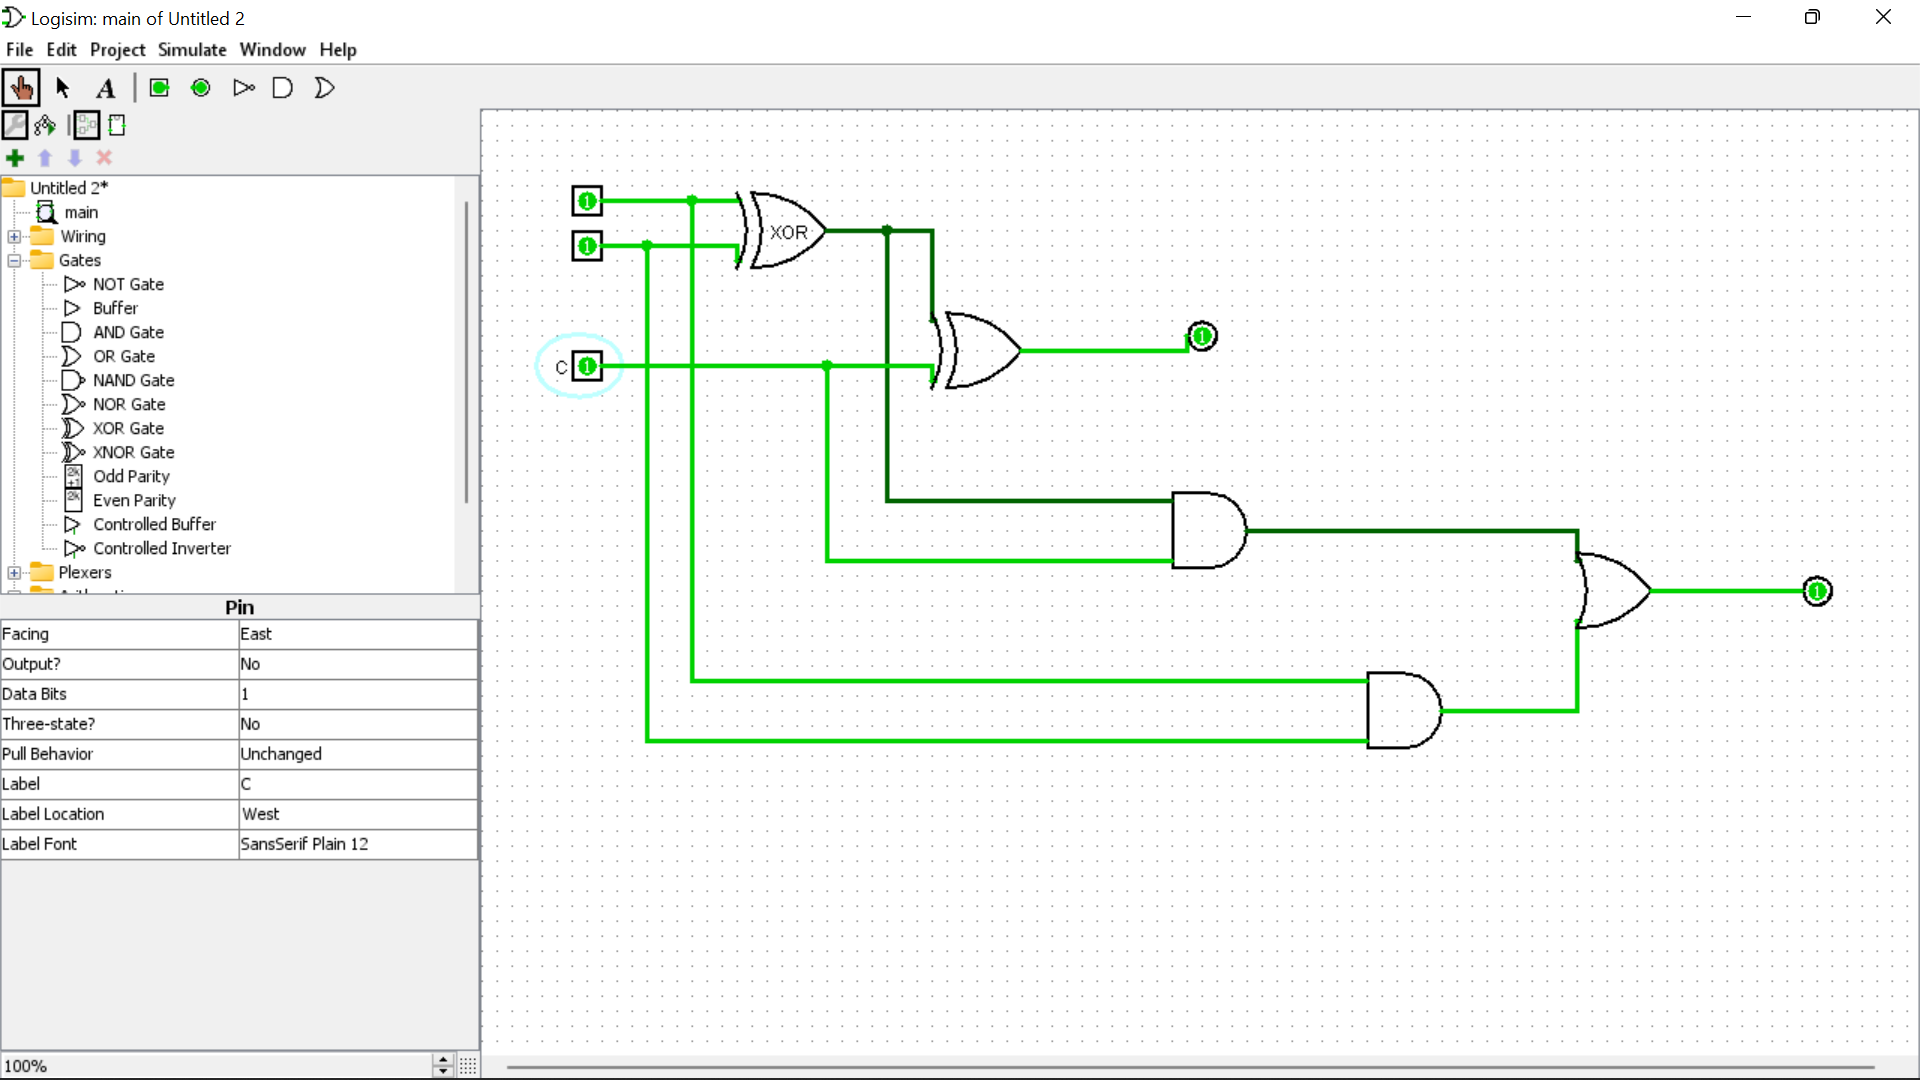 Logisim: main of Untitled 2
File Edit Project Simulate Window Help
A
Untitled 2*
main
Wiring
Gates
NOT Gate
Buffer
AND Gate
OR Gate
NAND Gate
NOR Gate
XOR Gate
XNOR Gate
2k
+1
Odd Parity
2k
Even Parity
Controlled Buffer
Controlled Inverter
Plexers
Pin
Facing East
Output? No
Data Bits 1
Three-state? No
Pull Behavior Unchanged
Label C
Label Location West
Label Font SansSerif Plain 12
100%
1
1
XOR
C 1
1
1